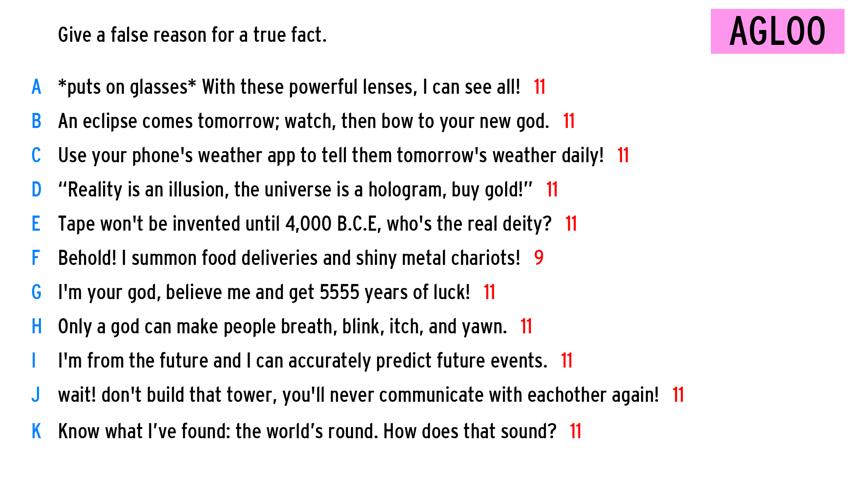 Give a false reason for a true fact.
AGLOO
A *puts on glasses* With these powerful lenses, I can see all! 11
B An eclipse comes tomorrow; watch, then bow to your new god. 11
C Use your phone's weather app to tell them tomorrow's weather daily! 11
D “Reality is an illusion, the universe is a hologram, buy gold!” 11
E Tape won't be invented until 4,000 B.C.E, who's the real deity? 11
F Behold! I summon food deliveries and shiny metal chariots! 9
G I'm your god, believe me and get 5555 years of luck! 11
H Only a god can make people breath, blink, itch, and yawn. 11
I I'm from the future and I can accurately predict future events. 11
J wait! don't build that tower, you'll never communicate with eachother again! 11
K Know what I’ve found: the world’s round. How does that sound? 11